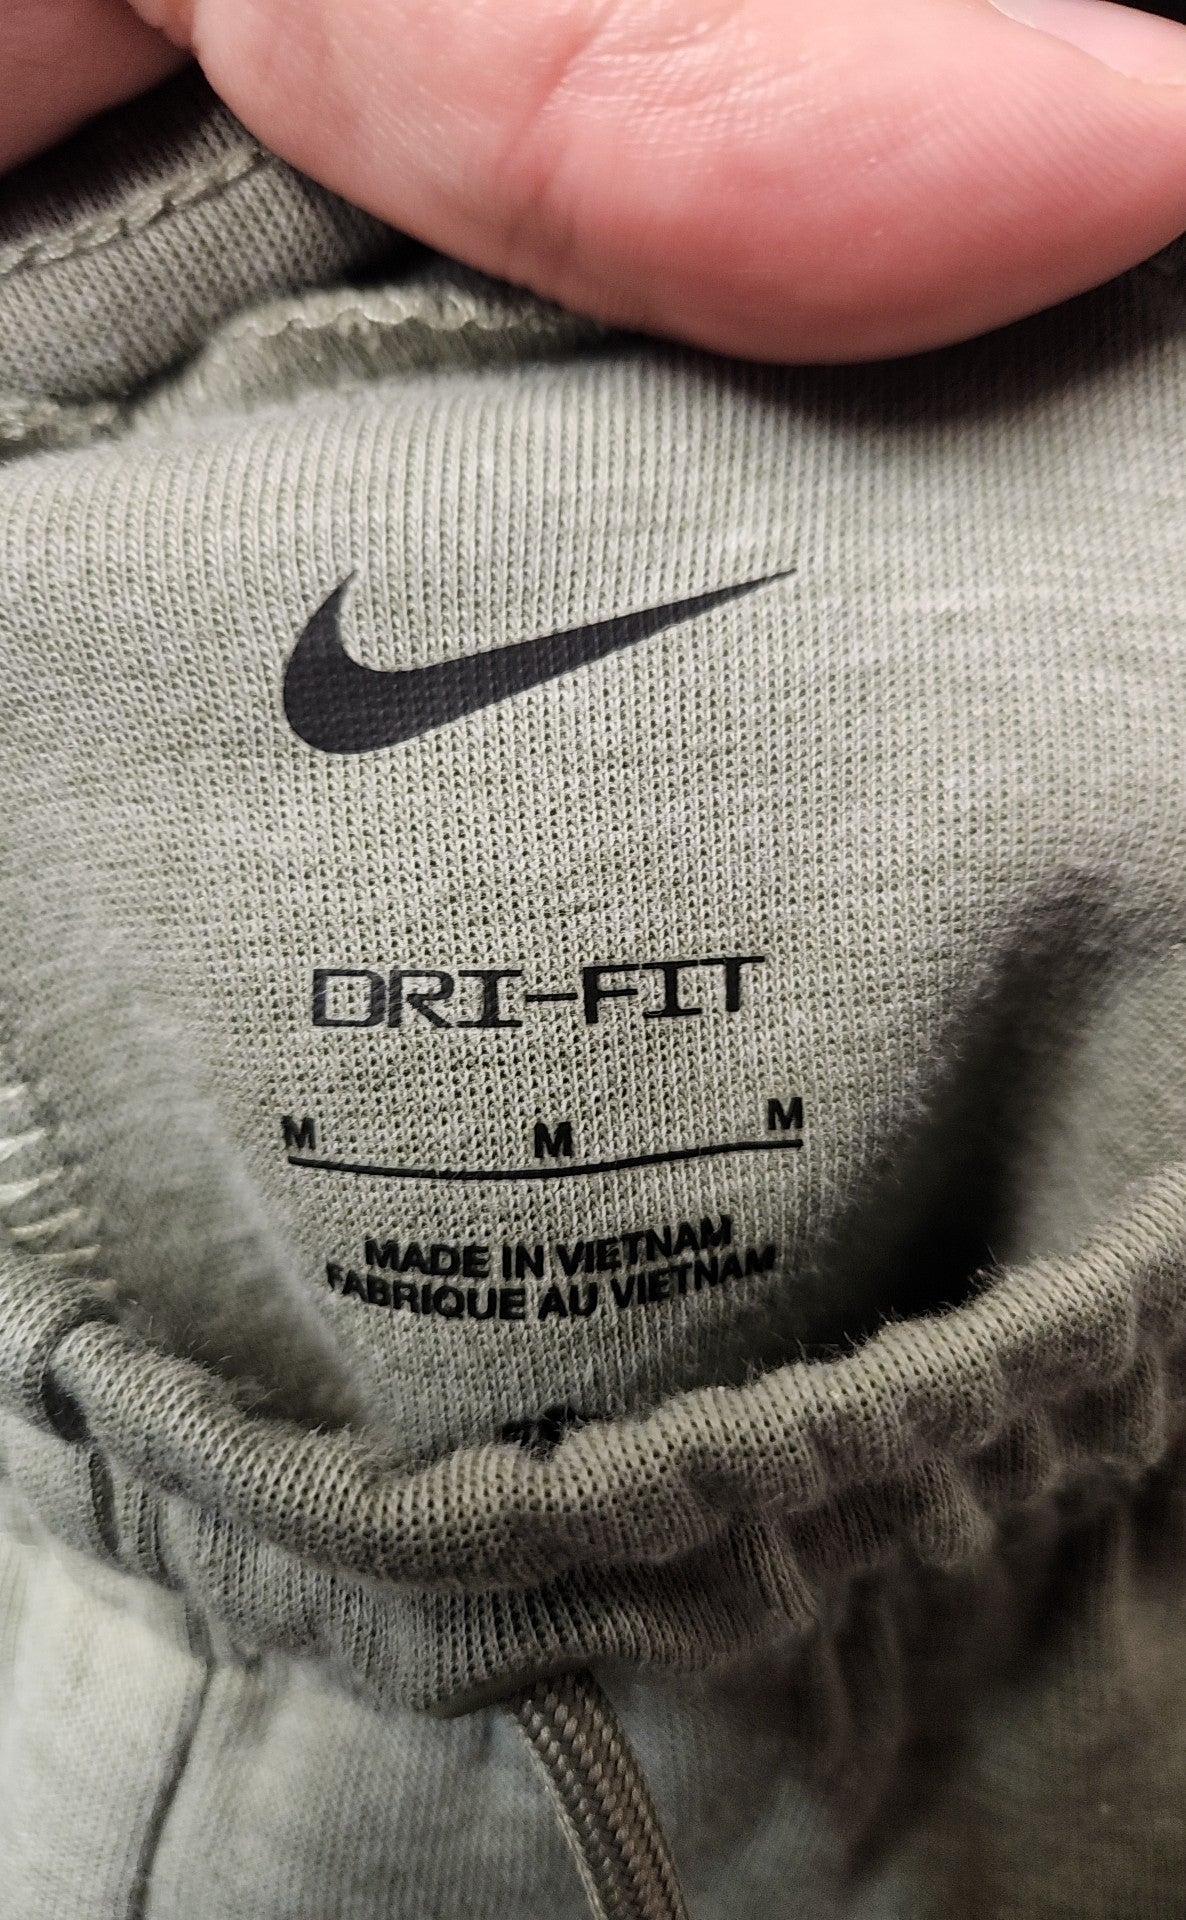 DRI-FIT
M M M
MADE IN VIETNAM
FABRIQUE AU VIETNAM